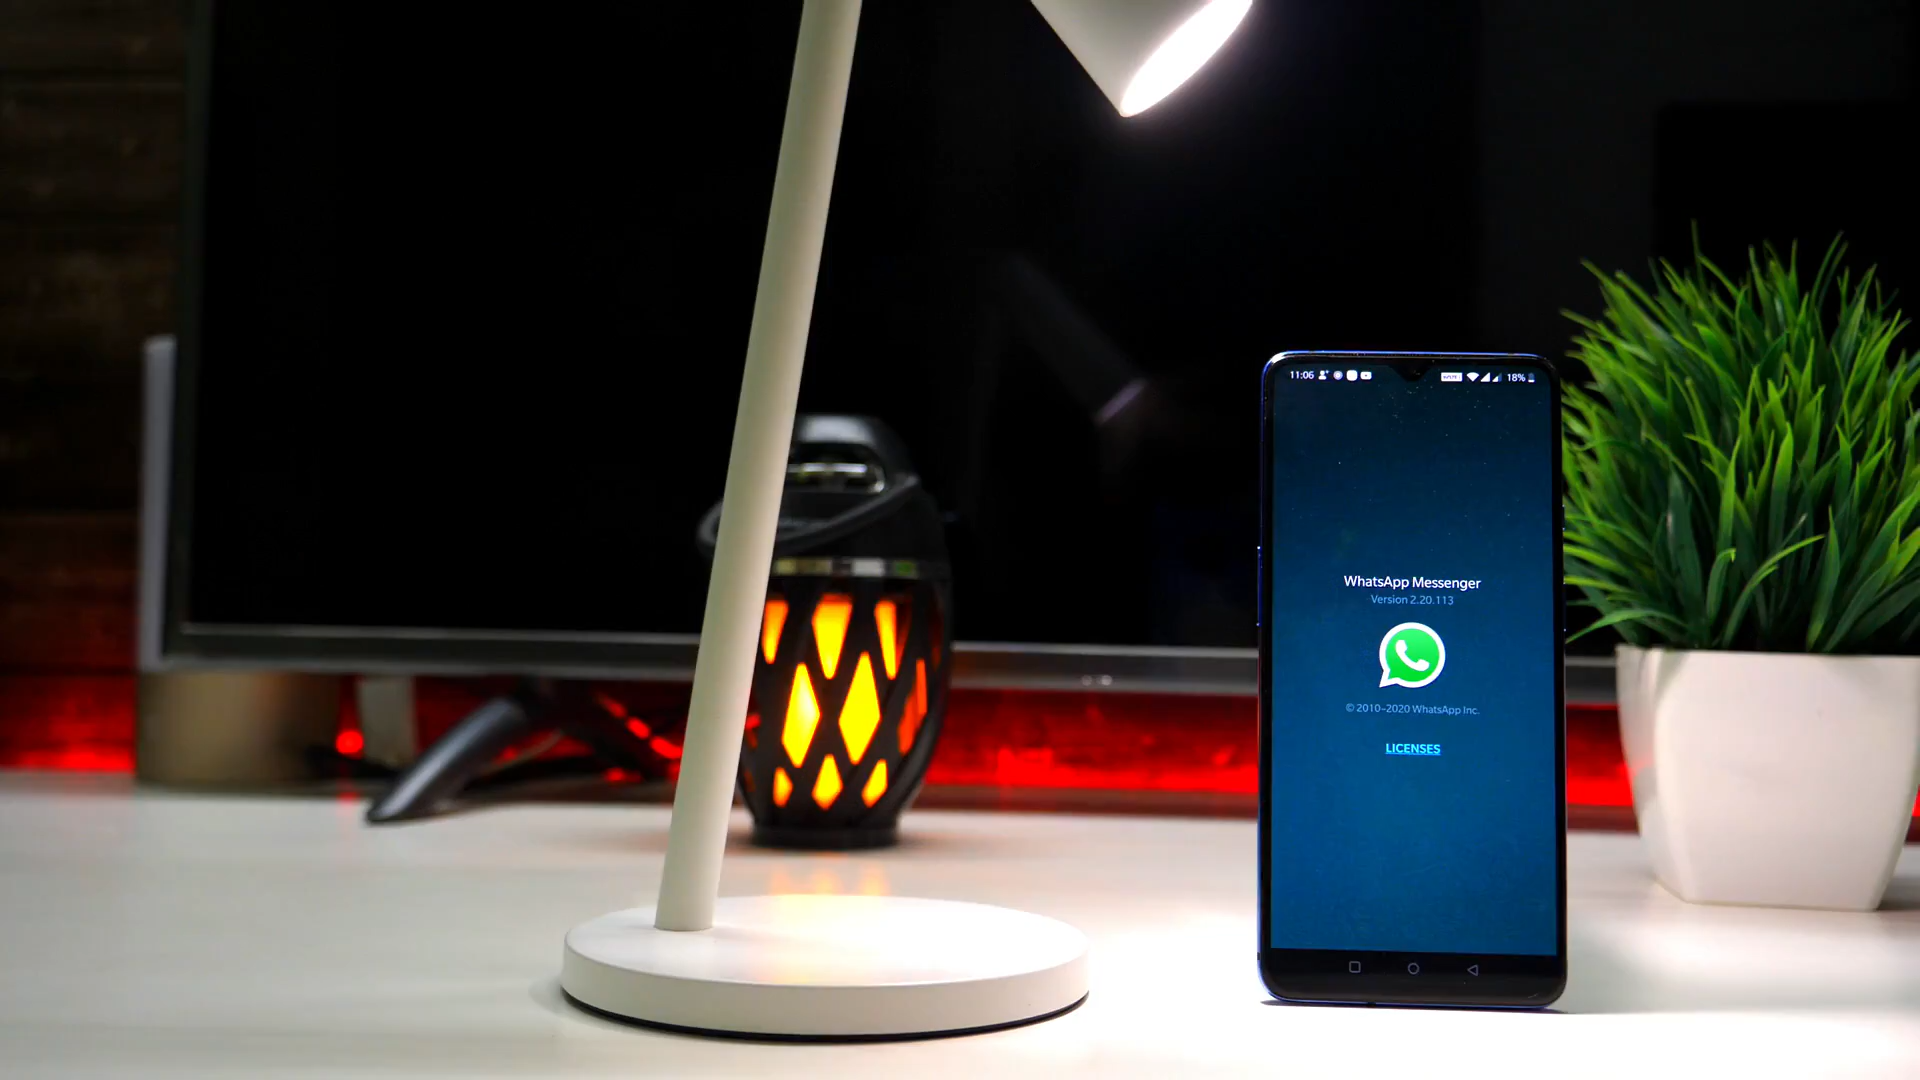 11:06 18%
WhatsApp Messenger
Version 2.20.113
© 2010–2020 WhatsApp Inc.
LICENSES